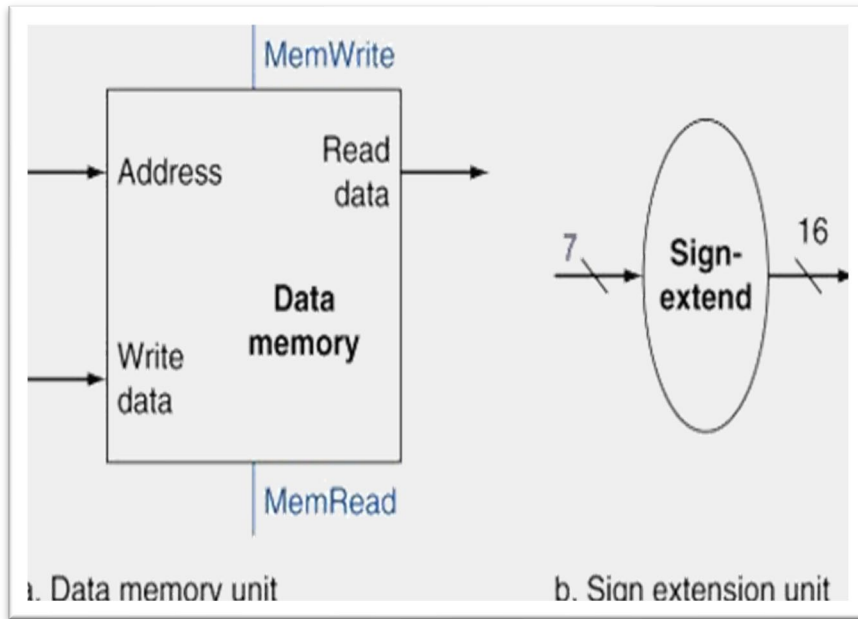 MemWrite
Address
Read
data
Data
memory
Write
data
MemRead
7
Sign-
extend
16
a. Data memory unit
b. Sign extension unit